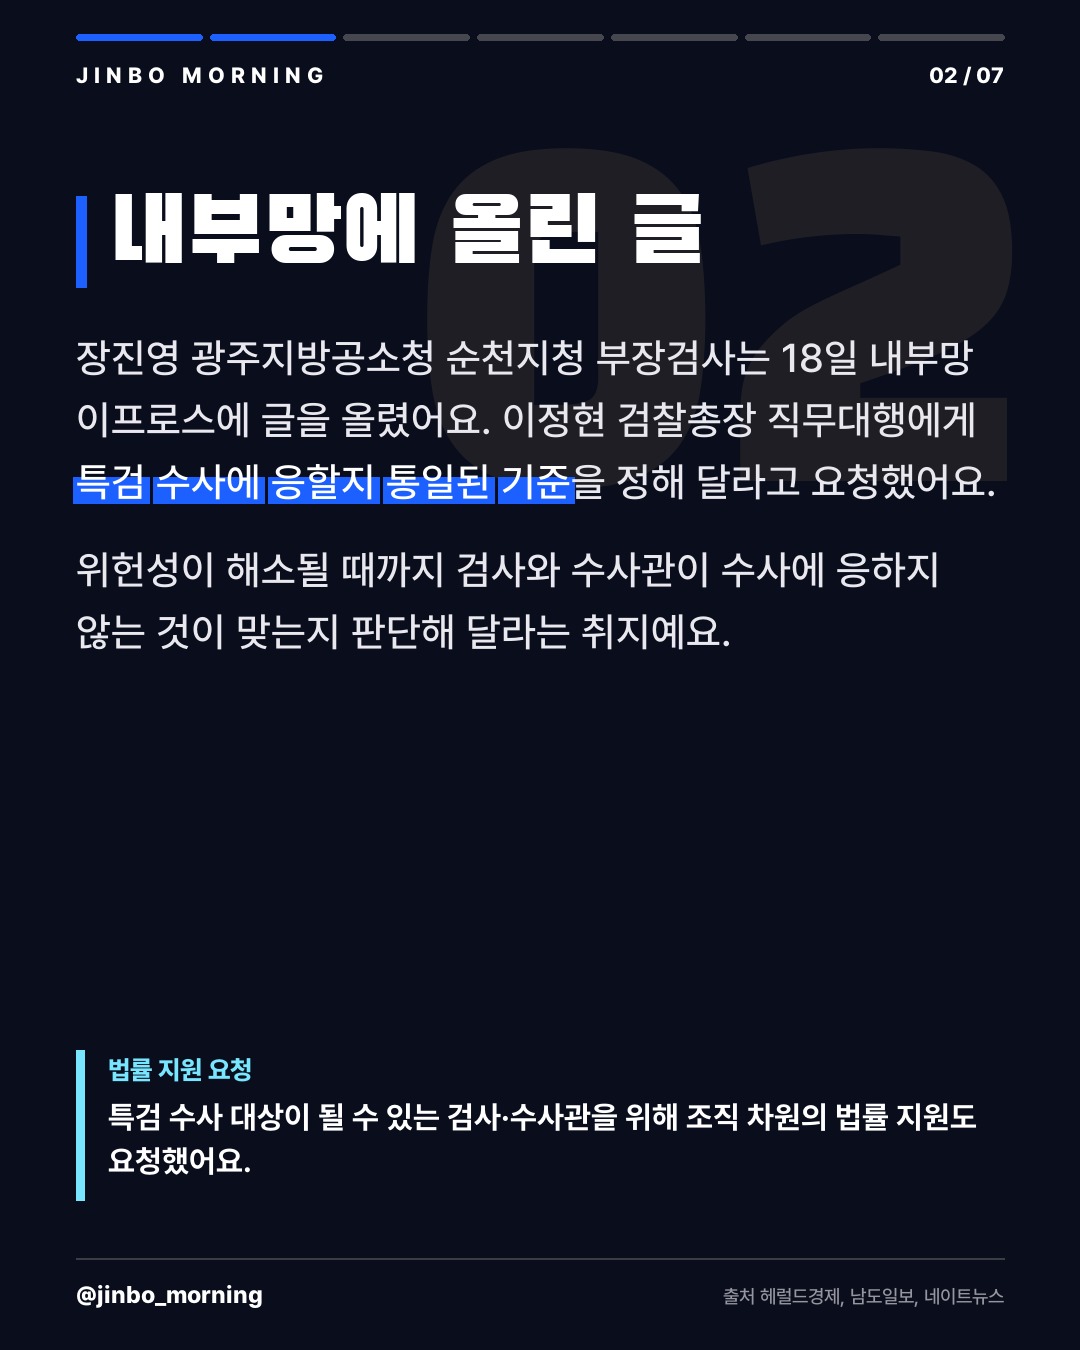 JINBO MORNING
02 / 07
02
내부망에 올린 글
장진영 광주지방공소청 순천지청 부장검사는 18일 내부망
이프로스에 글을 올렸어요. 이정현 검찰총장 직무대행에게
특검 수사에 응할지 통일된 기준을 정해 달라고 요청했어요.
위헌성이 해소될 때까지 검사와 수사관이 수사에 응하지
않는 것이 맞는지 판단해 달라는 취지예요.
법률 지원 요청
특검 수사 대상이 될 수 있는 검사·수사관을 위해 조직 차원의 법률 지원도
요청했어요.
@jinbo_morning
출처 헤럴드경제, 남도일보, 네이트뉴스